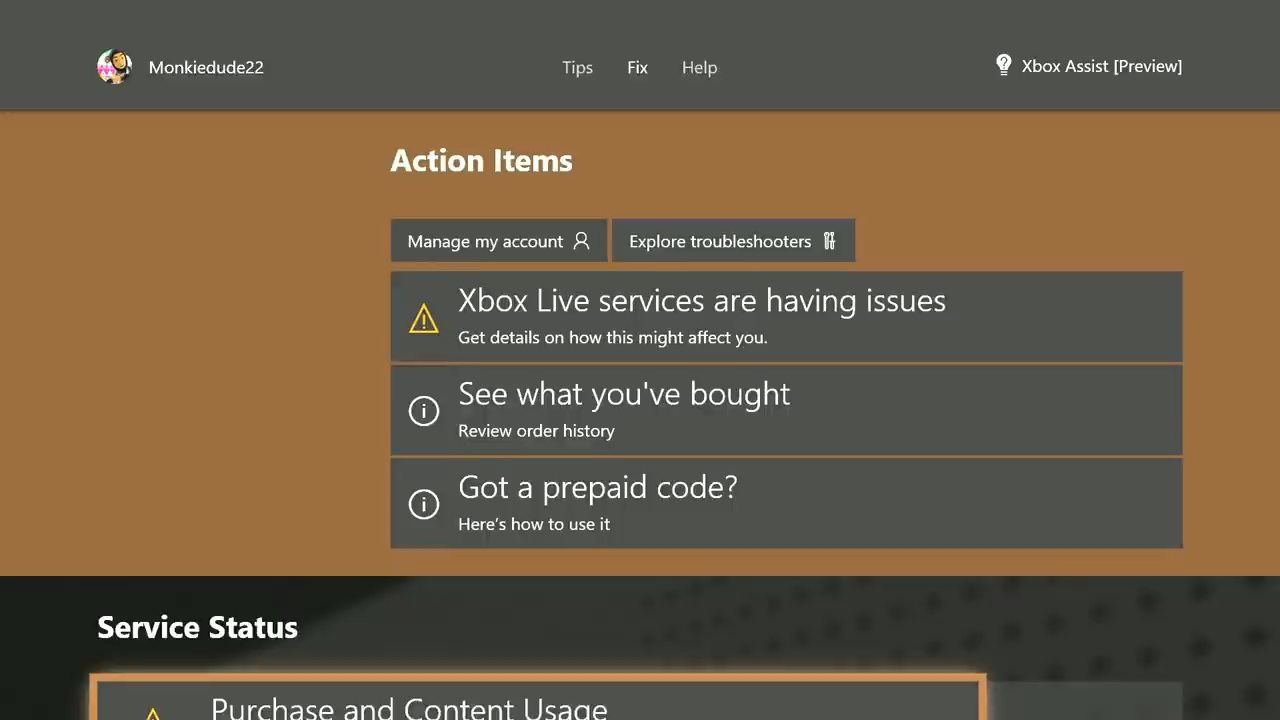 Monkiedude22
Tips
Fix
Help
Xbox Assist [Preview]
Action Items
Manage my account
Explore troubleshooters
Xbox Live services are having issues
Get details on how this might affect you.
See what you've bought
Review order history
Got a prepaid code?
Here's how to use it
Service Status
Purchase and Content Usage